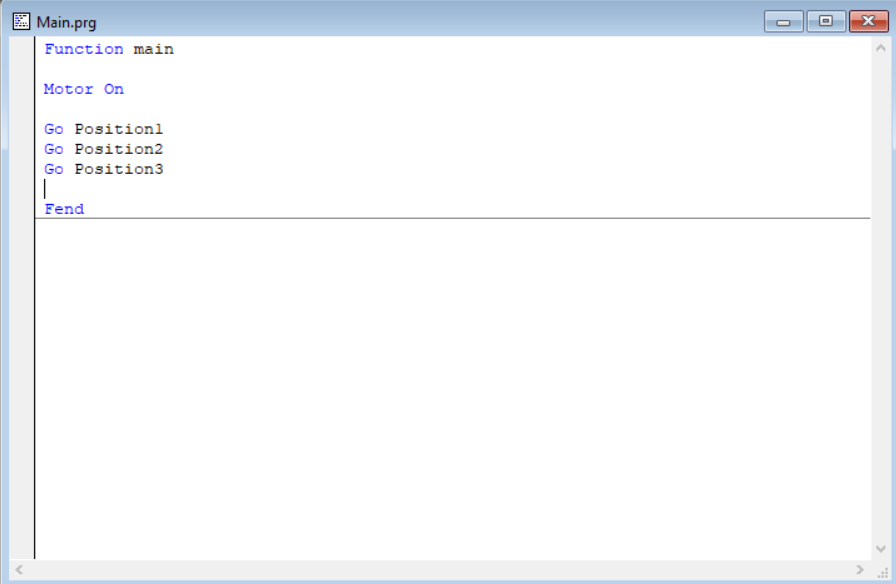 Main.prg
Function main
Motor On
Go Position1
Go Position2
Go Position3
Fend